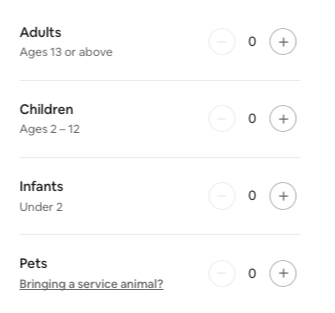 Adults
Ages 13 or above
0
Children
Ages 2 – 12
0
Infants
Under 2
0
Pets
Bringing a service animal?
0